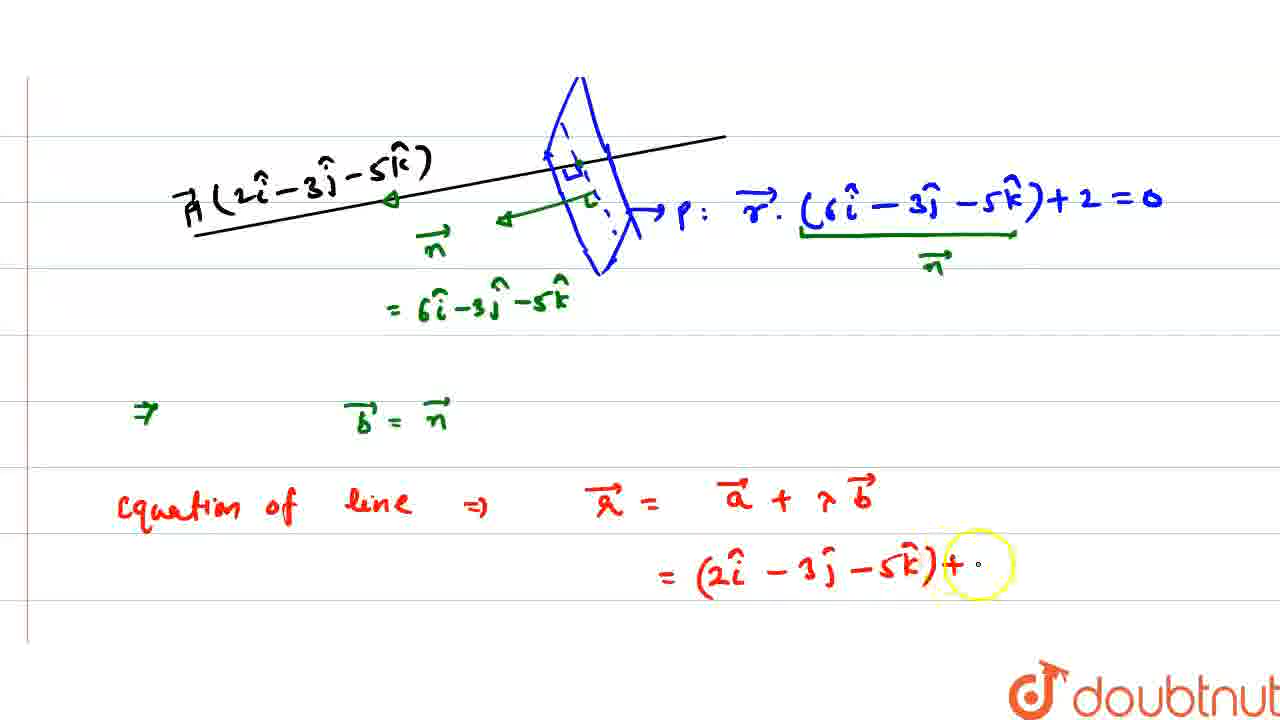 A⃗ (2î − 3ĵ − 5k̂)
P: r⃗ . (6î − 3ĵ − 5k̂) + 2 = 0
n⃗
n⃗
= 6î − 3ĵ − 5k̂
⇒ b⃗ = n⃗
Equation of line ⇒ r⃗ = a⃗ + λ b⃗
= (2î − 3ĵ − 5k̂) +
doubtnut